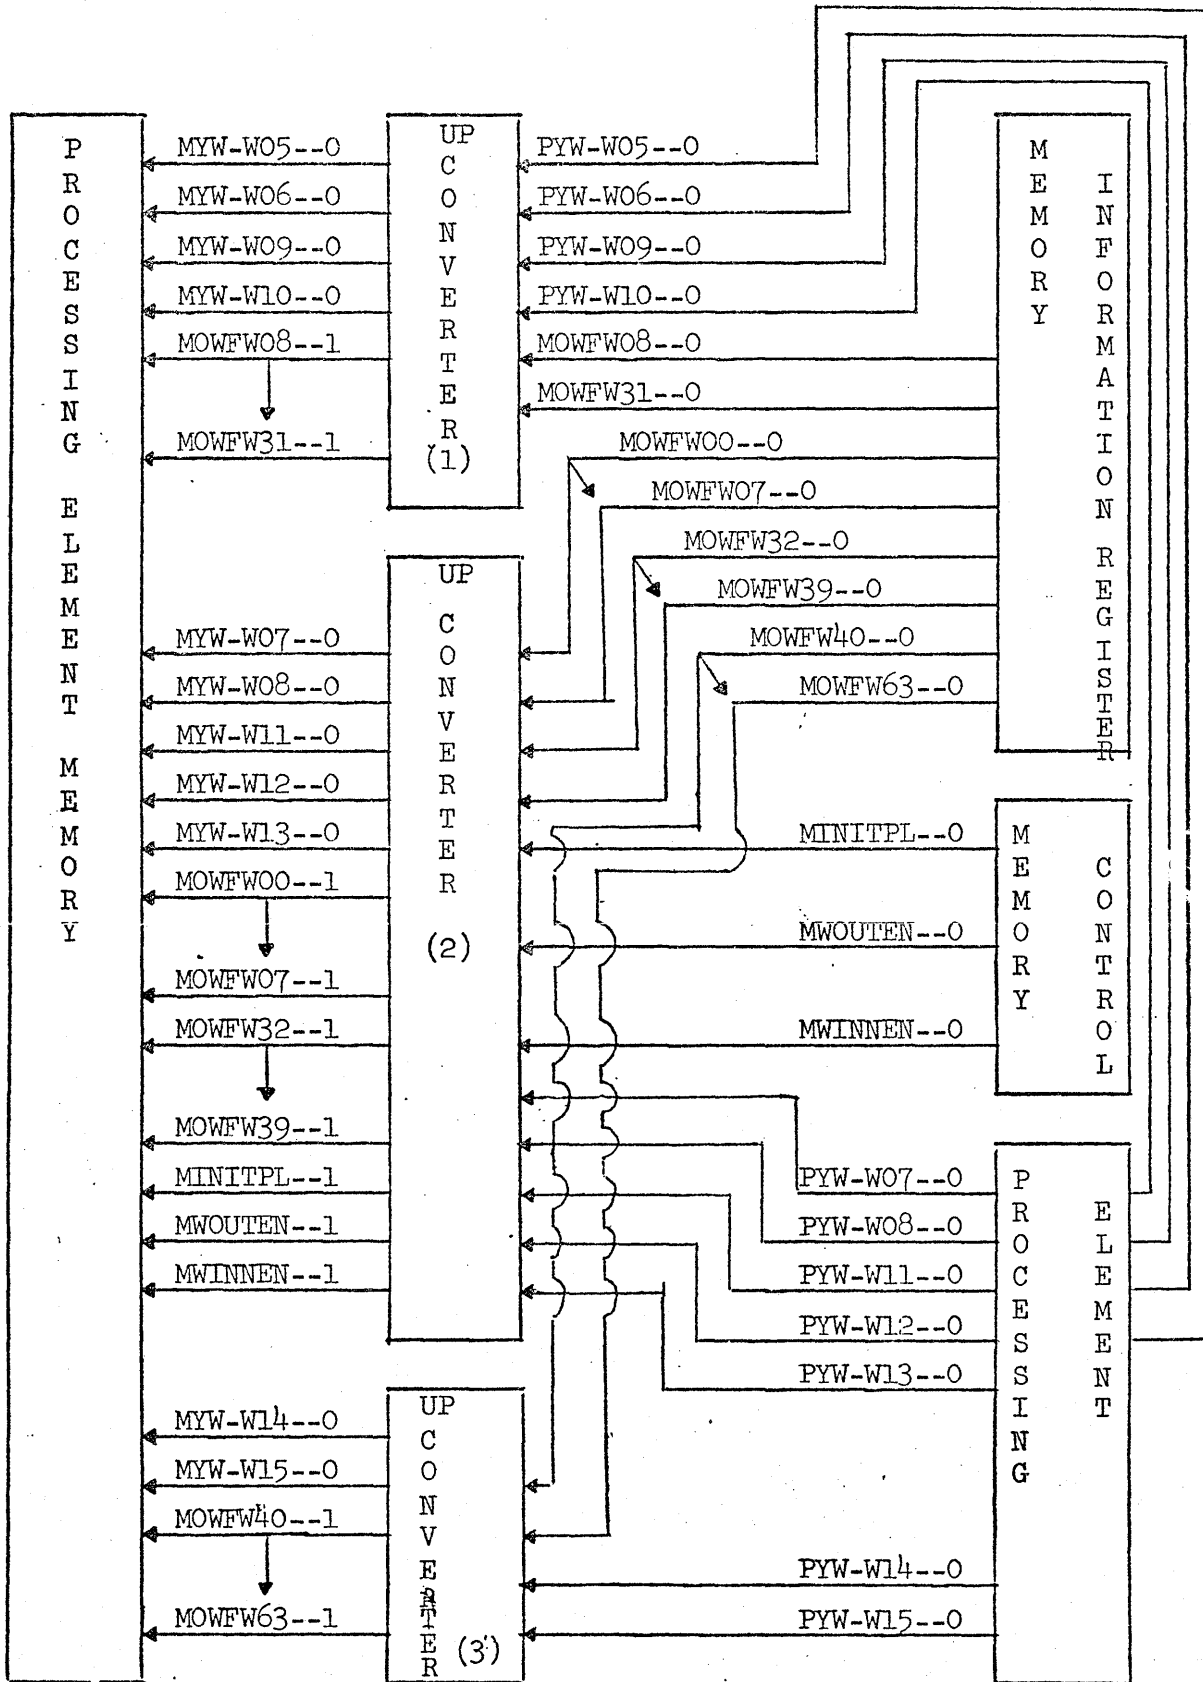 PROCESSING ELEMENT MEMORY
MYW-W05--0
MYW-W06--0
MYW-W09--0
MYW-W10--0
MOWFW08--1
MOWFW31--1
MYW-W07--0
MYW-W08--0
MYW-W11--0
MYW-W12--0
MYW-W13--0
MOWFW00--1
MOWFW07--1
MOWFW32--1
MOWFW39--1
MINITPL--1
MWOUTEN--1
MWINNEN--1
MYW-W14--0
MYW-W15--0
MOWFW40--1
MOWFW63--1
UP CONVERTER (1)
UP CONVERTER (2)
UP CONVERTER (3)
PYW-W05--0
PYW-W06--0
PYW-W09--0
PYW-W10--0
MOWFW08--0
MOWFW31--0
MOWFW00--0
MOWFW07--0
MOWFW32--0
MOWFW39--0
MOWFW40--0
MOWFW63--0
MINITPL--0
MWOUTEN--0
MWINNEN--0
PYW-W07--0
PYW-W08--0
PYW-W11--0
PYW-W12--0
PYW-W13--0
PYW-W14--0
PYW-W15--0
MEMORY
INFORMATION REGISTER
MEMORY
CONTROL
PROCESSING
ELEMENT